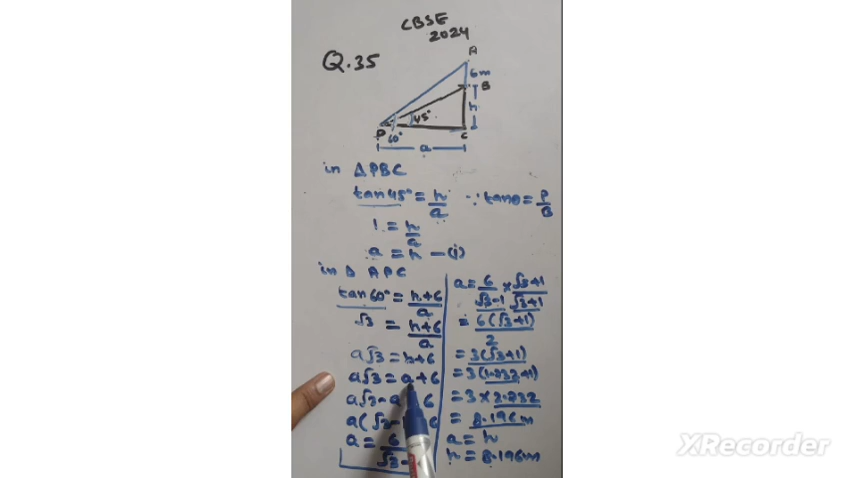 CBSE
2024
Q.35
A
6m
B
h
45°
P
60°
C
a
in △PBC
tan45° = h/a ∵ tanθ = P/B
1 = h/a
a = h —(i)
in △ APC
tan60° = h+6/a
√3 = h+6/a
a√3 = h+6
a√3 = a+6
a√3-a 6
a(√3-
a = 6/√3-
a = 6/√3-1 × √3+1/√3+1
= 6(√3+1)/2
= 3(√3+1)
= 3(1.732+1)
= 3 × 2.732
= 8.196m
a = h
h = 8.196m
XRecorder